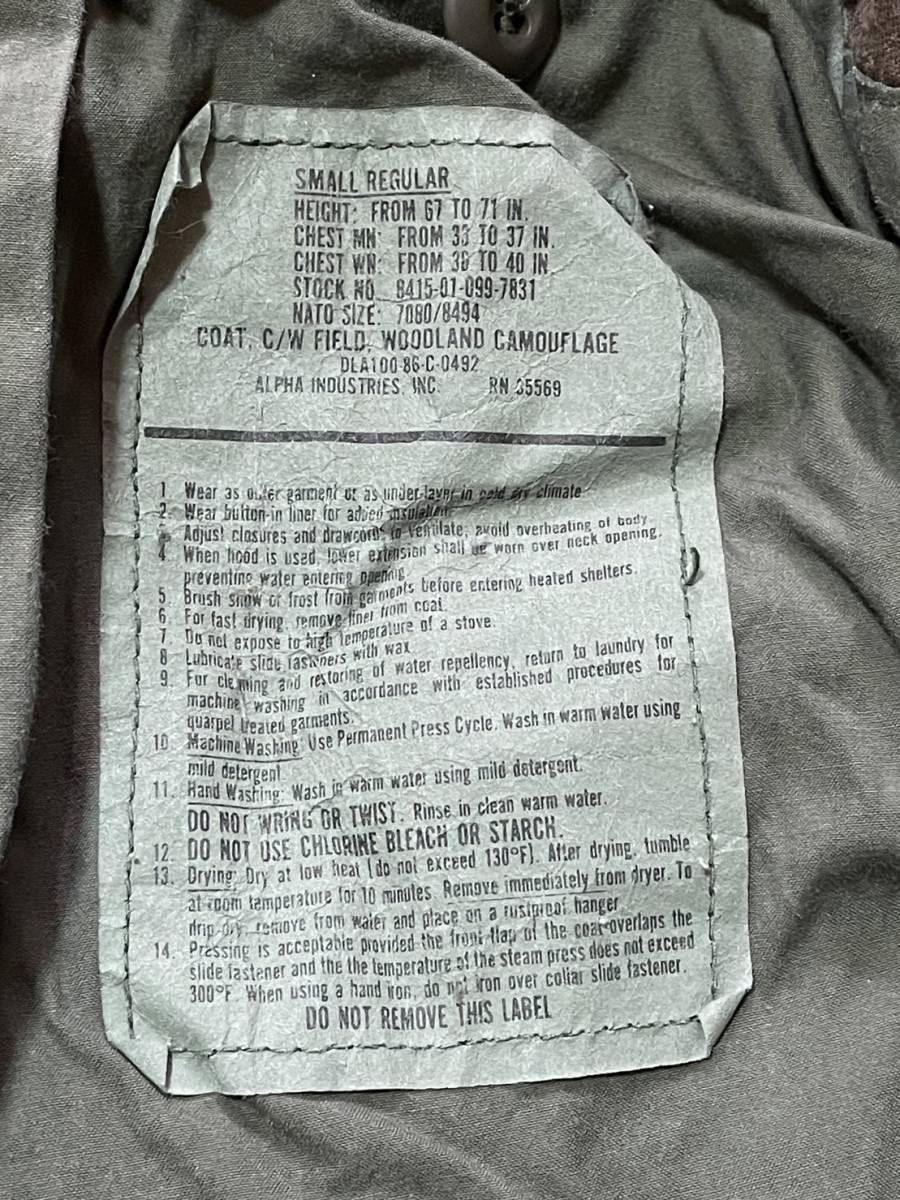 SMALL REGULAR
HEIGHT: FROM 67 TO 71 IN.
CHEST MN: FROM 33 TO 37 IN.
CHEST WN: FROM 36 TO 40 IN
STOCK NO. 8415-01-099-7831
NATO SIZE: 7080/8494
COAT, C/W FIELD, WOODLAND CAMOUFLAGE
DLA100-86-C-0492
ALPHA INDUSTRIES, INC. RN 35569
1 Wear as outer garment or as under-layer in cold dry climate
2. Wear button-in liner for added insulation.
Adjust closures and drawcords to ventilate; avoid overheating of body.
4 When hood is used, lower extension shall be worn over neck opening,
preventing water entering opening.
5. Brush snow or frost from garments before entering heated shelters.
6. For fast drying, remove liner from coat.
7. Do not expose to high temperature of a stove.
8 Lubricate slide fasteners with wax
9. For cleaning and restoring of water repellency, return to laundry for
machine washing in accordance with established procedures for
quarpel treated garments.
10 Machine Washing: Use Permanent Press Cycle. Wash in warm water using
mild detergent.
11. Hand Washing: Wash in warm water using mild detergent.
DO NOT WRING OR TWIST. Rinse in clean warm water.
12. DO NOT USE CHLORINE BLEACH OR STARCH.
13. Drying: Dry at low heat (do not exceed 130°F). After drying, tumble
at room temperature for 10 minutes. Remove immediately from dryer. To
drip dry, remove from water and place on a rustproof hanger
14. Pressing is acceptable provided the front flap of the coat overlaps the
slide fastener and the the temperature of the steam press does not exceed
300°F. When using a hand iron, do not iron over collar slide fastener.
DO NOT REMOVE THIS LABEL